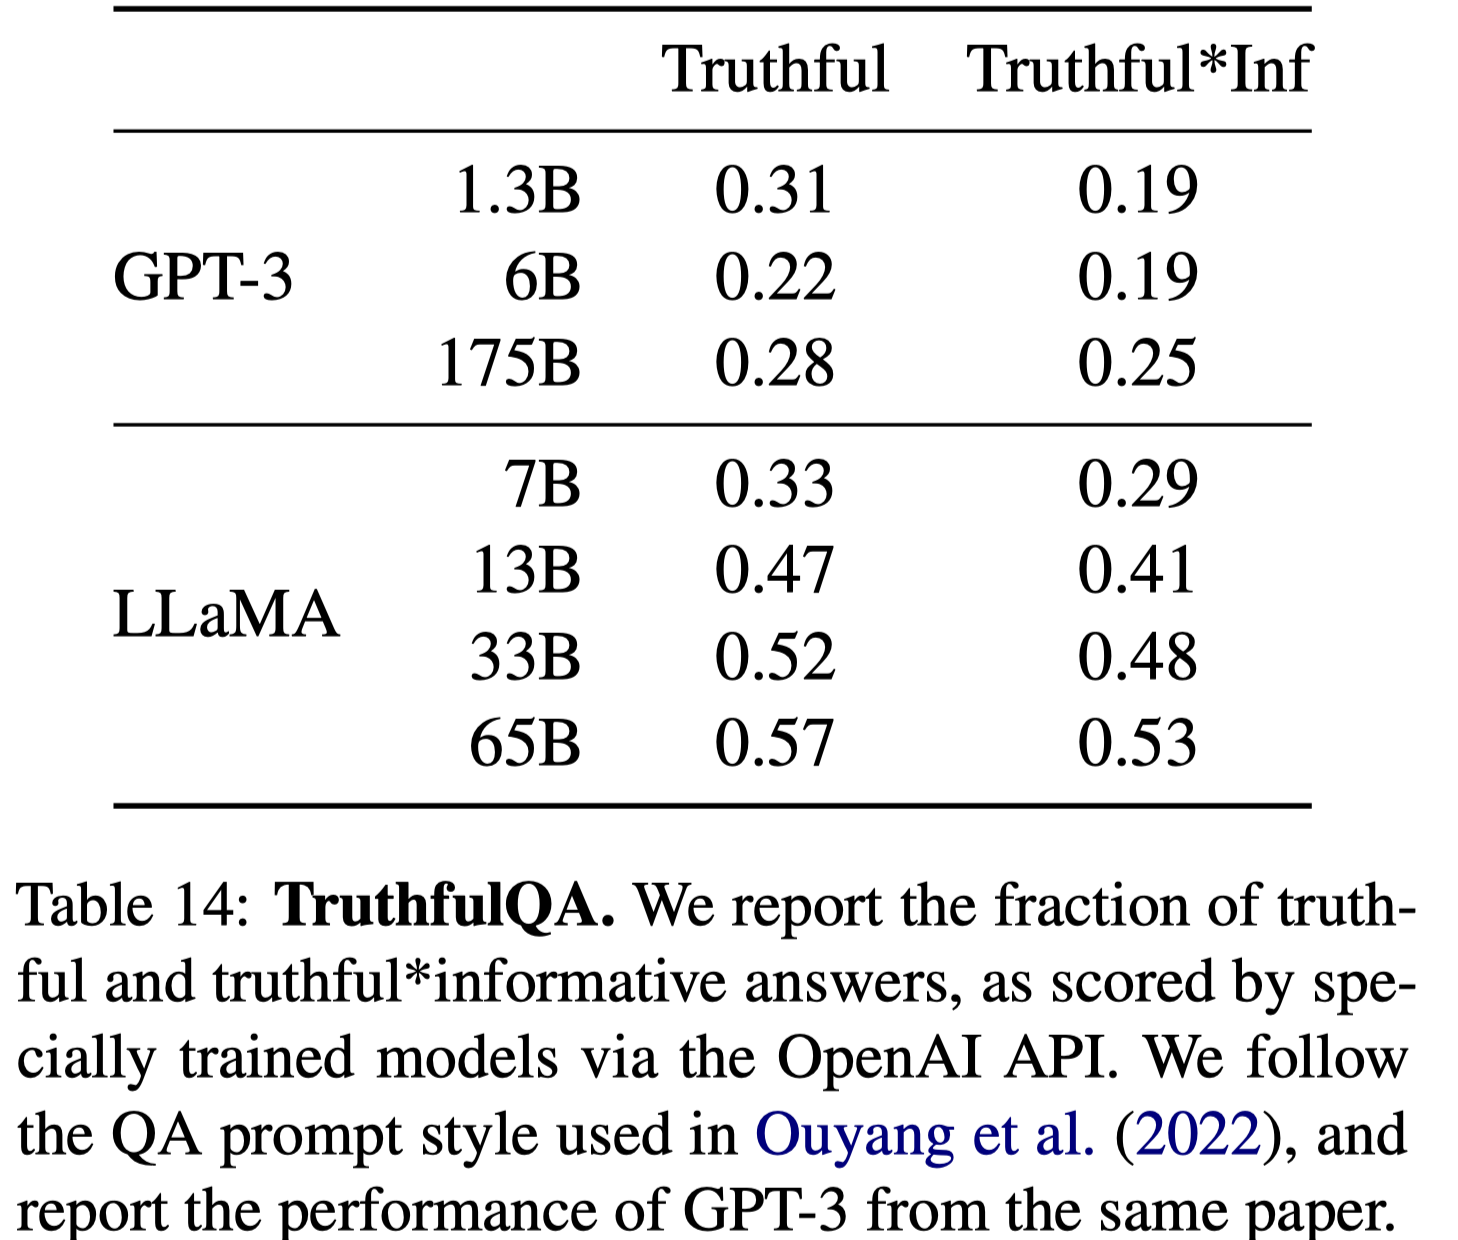 Truthful Truthful*Inf
1.3B 0.31 0.19
GPT-3 6B 0.22 0.19
175B 0.28 0.25
7B 0.33 0.29
13B 0.47 0.41
LLaMA
33B 0.52 0.48
65B 0.57 0.53
Table 14: TruthfulQA. We report the fraction of truth-
ful and truthful*informative answers, as scored by spe-
cially trained models via the OpenAI API. We follow
the QA prompt style used in Ouyang et al. (2022), and
report the performance of GPT-3 from the same paper.